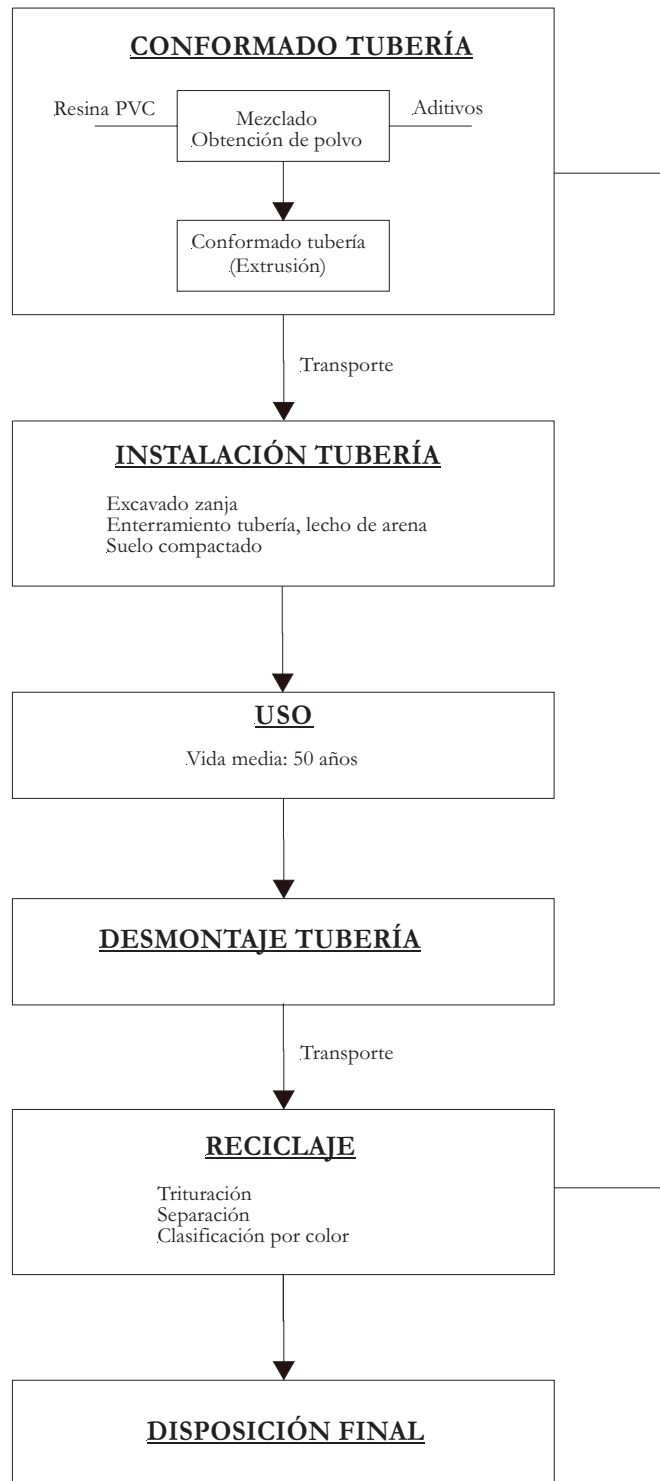 CONFORMADO TUBERÍA
Resina PVC
Mezclado
Obtención de polvo
Aditivos
Conformado tubería
(Extrusión)
Transporte
INSTALACIÓN TUBERÍA
Excavado zanja
Enterramiento tubería, lecho de arena
Suelo compactado
USO
Vida media: 50 años
DESMONTAJE TUBERÍA
Transporte
RECICLAJE
Trituración
Separación
Clasificación por color
DISPOSICIÓN FINAL